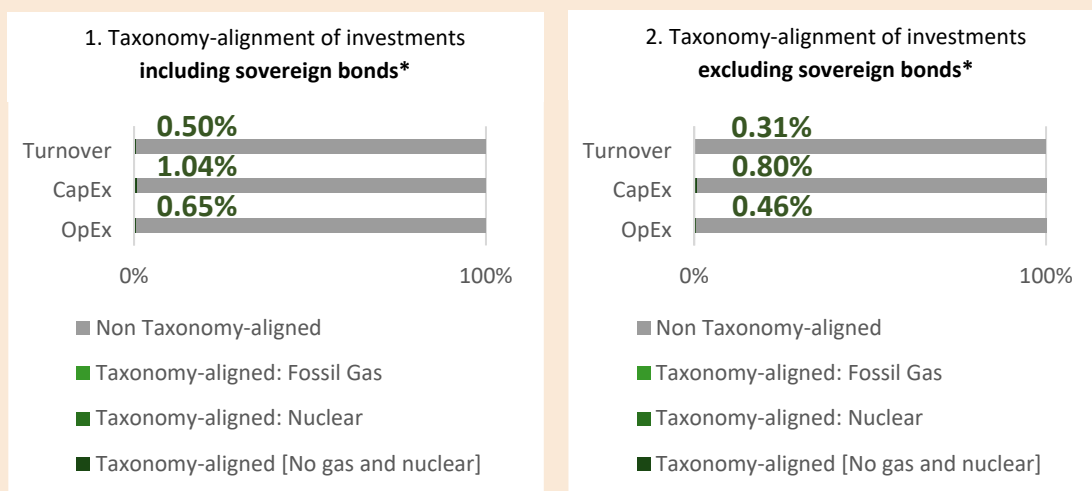 1. Taxonomy-alignment of investments
including sovereign bonds*
0.50%
Turnover
1.04%
CapEx
0.65%
OpEx
0%
100%
Non Taxonomy-aligned
Taxonomy-aligned: Fossil Gas
Taxonomy-aligned: Nuclear
Taxonomy-aligned [No gas and nuclear]
2. Taxonomy-alignment of investments
excluding sovereign bonds*
0.31%
Turnover
0.80%
CapEx
0.46%
OpEx
0%
100%
Non Taxonomy-aligned
Taxonomy-aligned: Fossil Gas
Taxonomy-aligned: Nuclear
Taxonomy-aligned [No gas and nuclear]